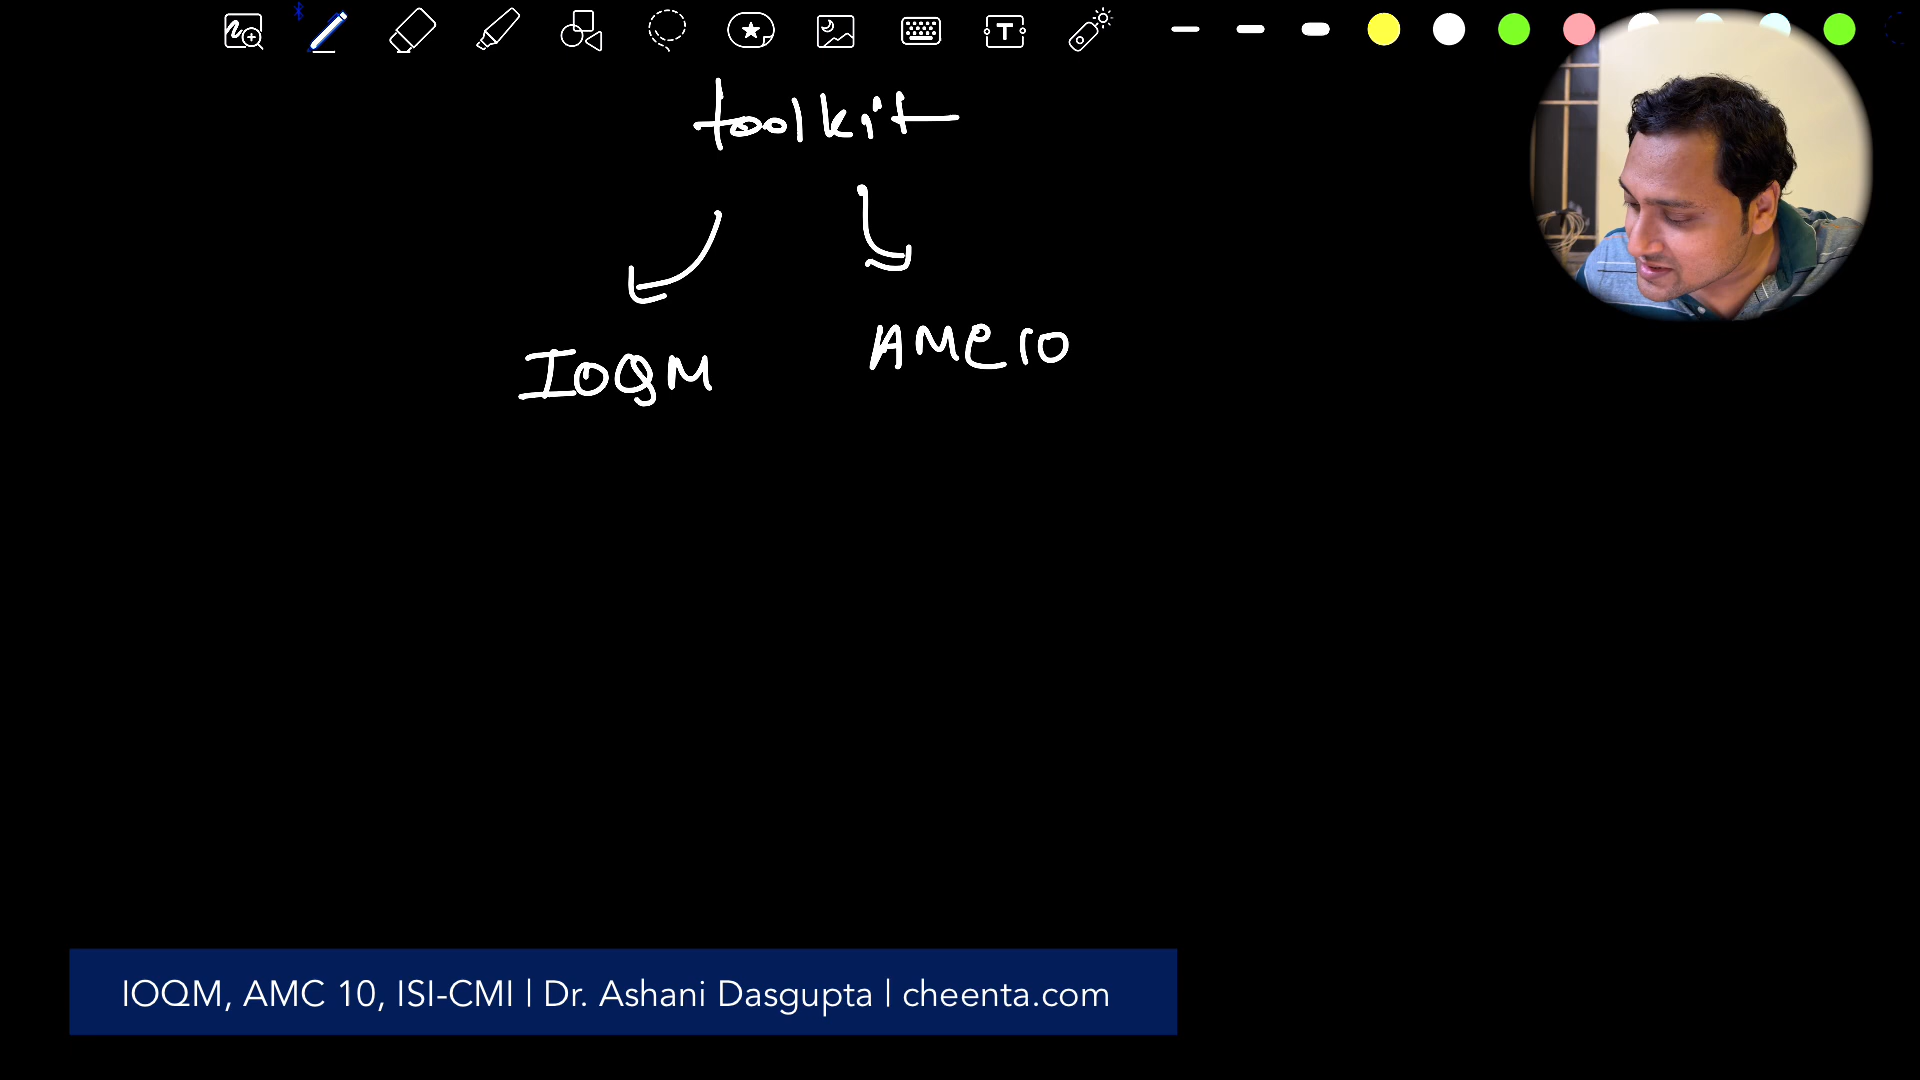 toolkit
IOQM AMC 10
IOQM, AMC 10, ISI-CMI | Dr. Ashani Dasgupta | cheenta.com